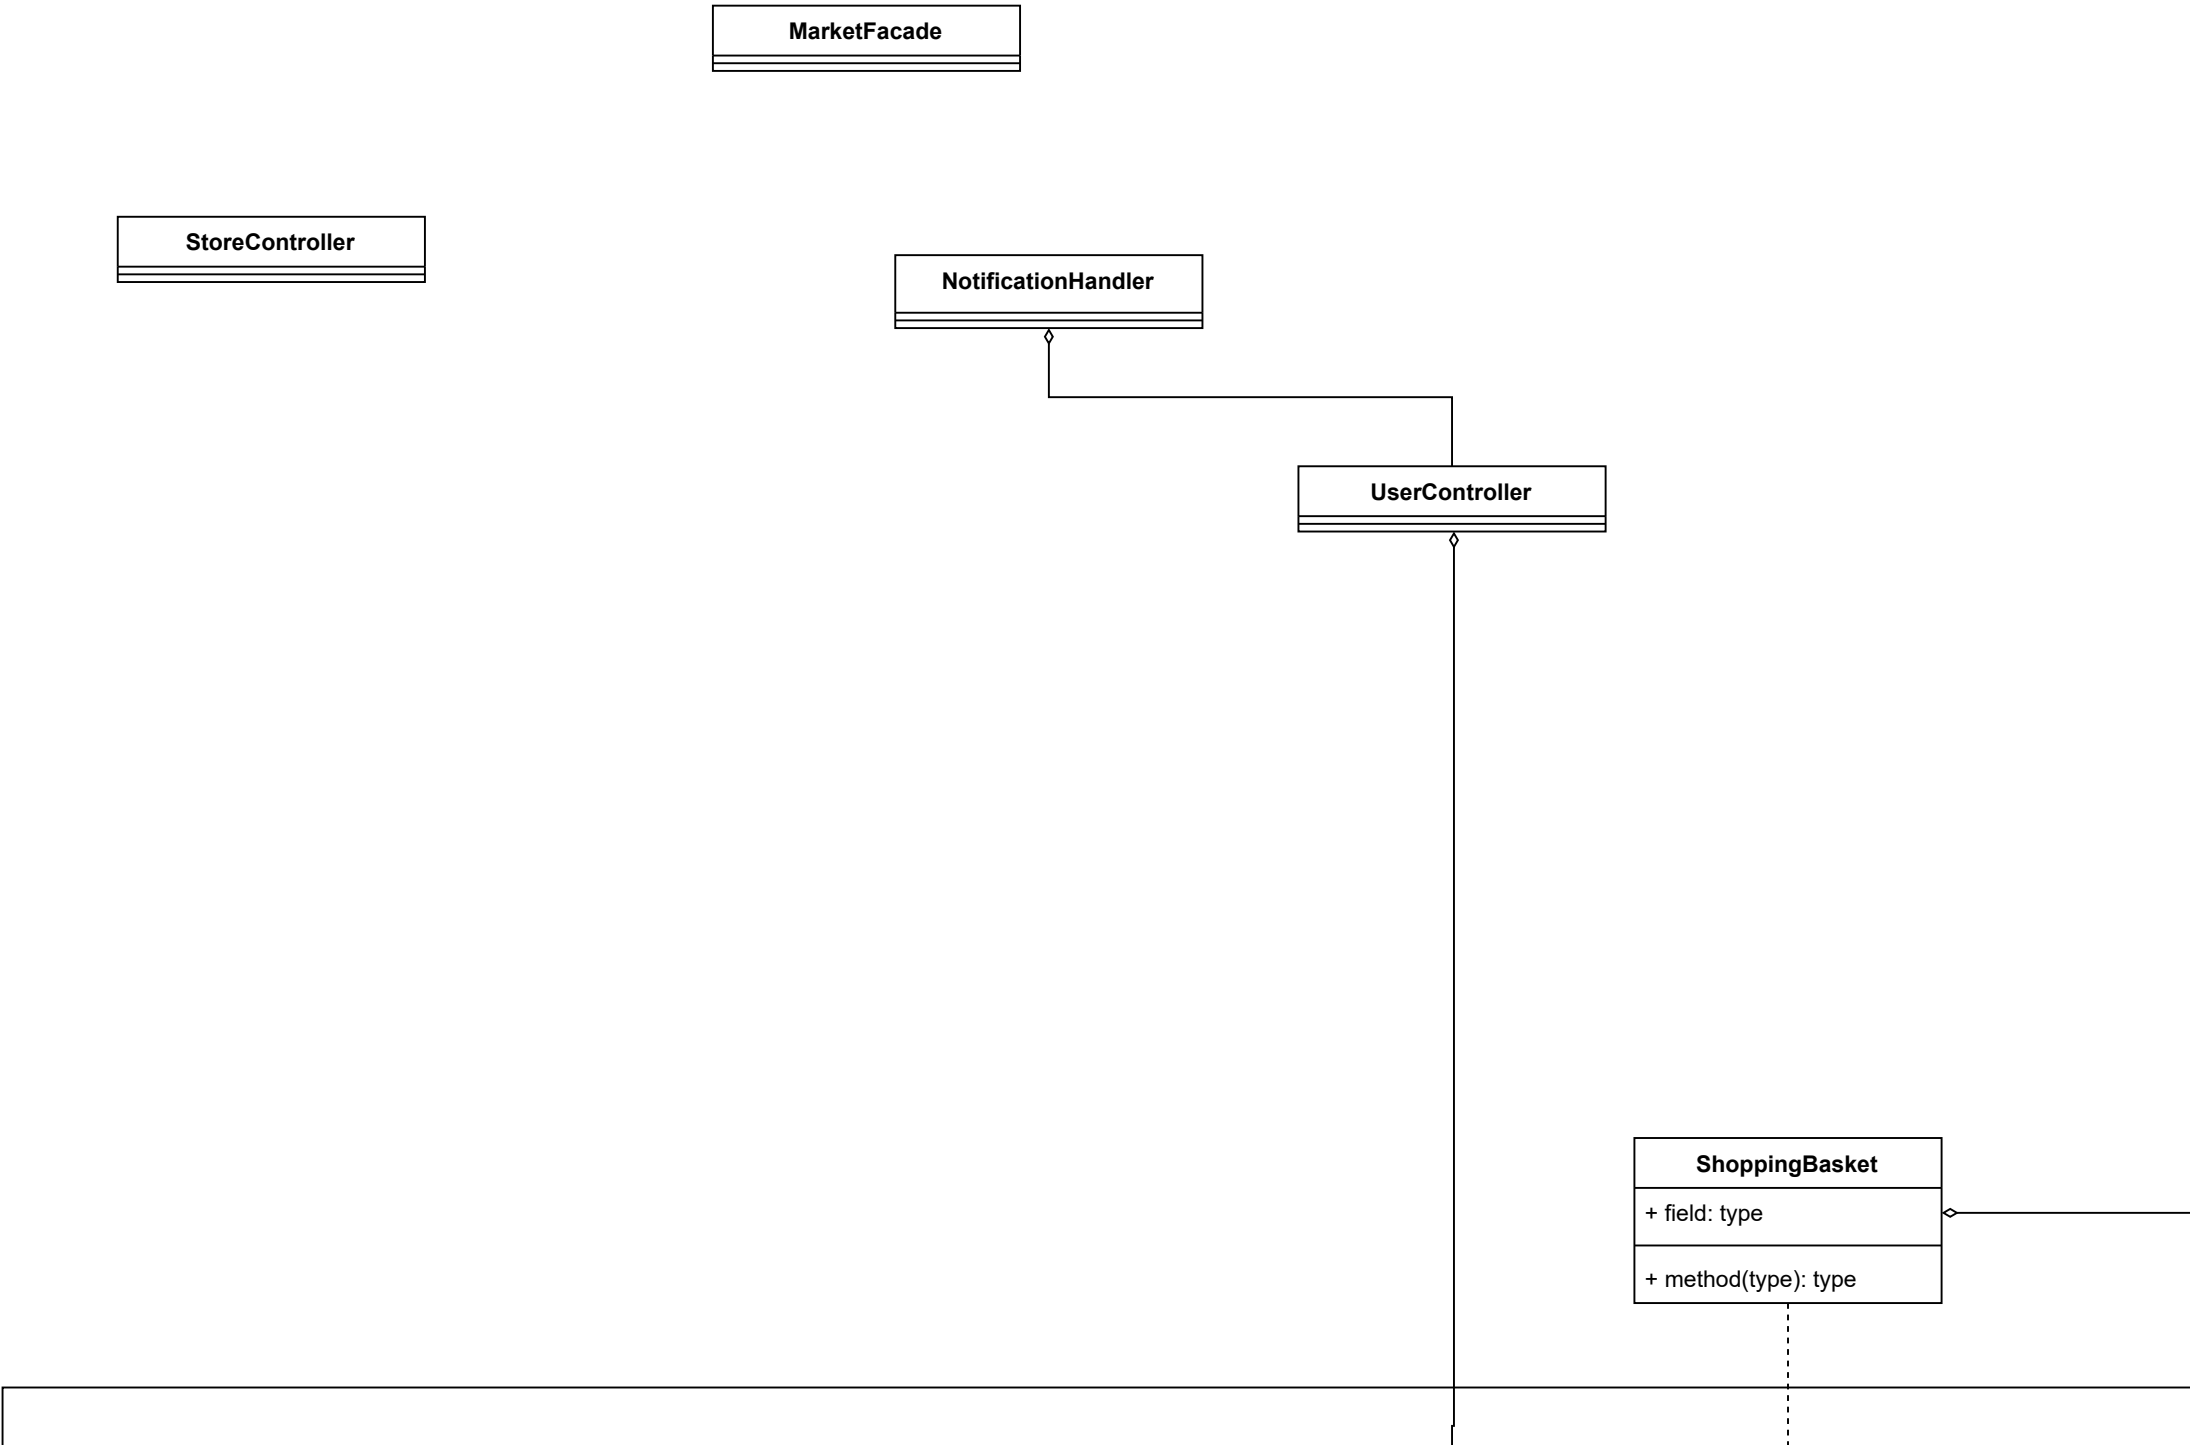 MarketFacade
StoreController
NotificationHandler
UserController
ShoppingBasket
+ field: type
+ method(type): type